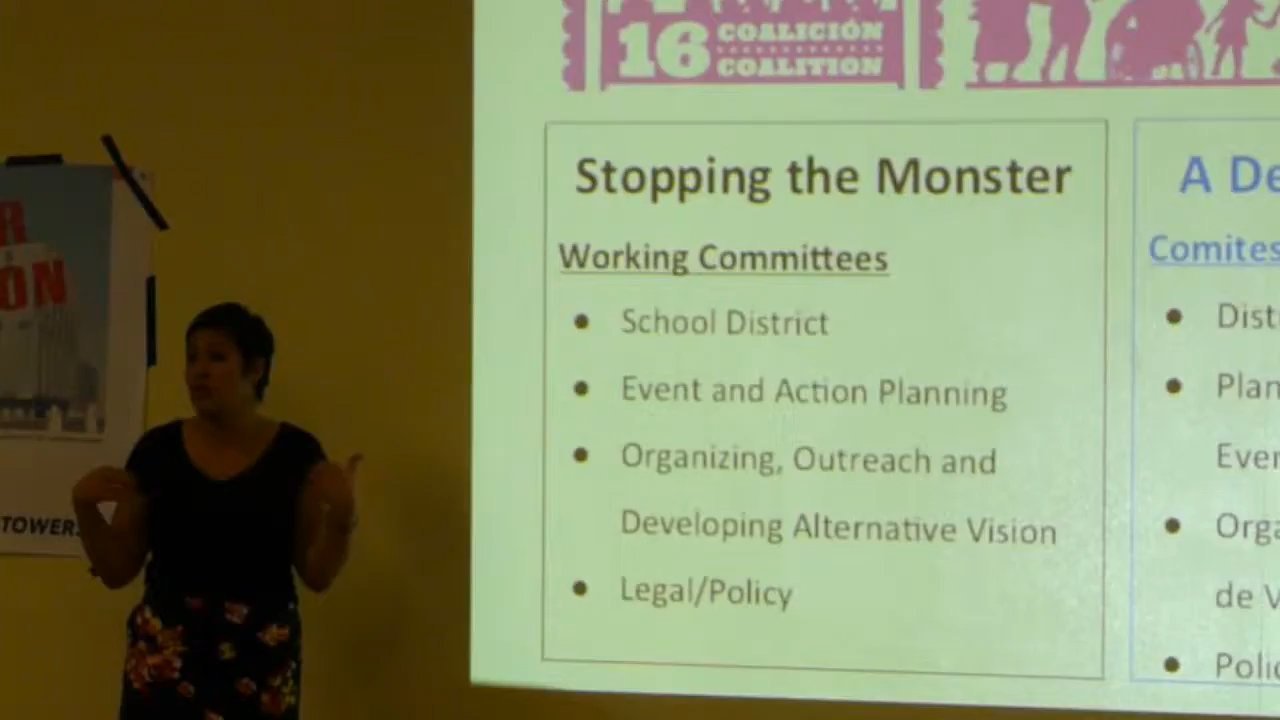 16 COALICIÓN
COALITION
Stopping the Monster
Working Committees
• School District
• Event and Action Planning
• Organizing, Outreach and
Developing Alternative Vision
• Legal/Policy
A De
Comites
• Dist
• Plan
Even
• Orga
de V
• Polic
R
ON
TOWERS